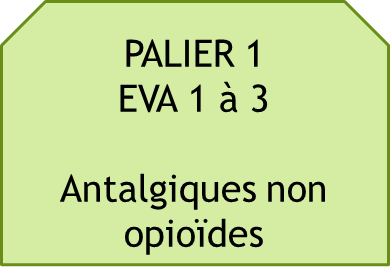 PALIER 1
EVA 1 à 3
Antalgiques non
opioïdes